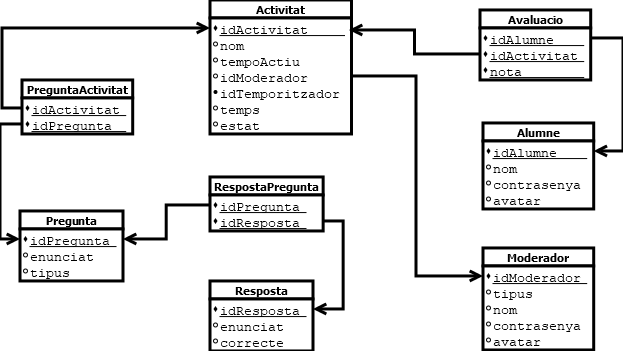 Activitat
idActivitat
nom
tempoActiu
idModerador
idTemporitzador
temps
estat
Avaluacio
idAlumne
idActivitat
nota
PreguntaActivitat
idActivitat
idPregunta
Alumne
idAlumne
nom
contrasenya
avatar
RespostaPregunta
idPregunta
idResposta
Pregunta
idPregunta
enunciat
tipus
Moderador
idModerador
tipus
nom
contrasenya
avatar
Resposta
idResposta
enunciat
correcte